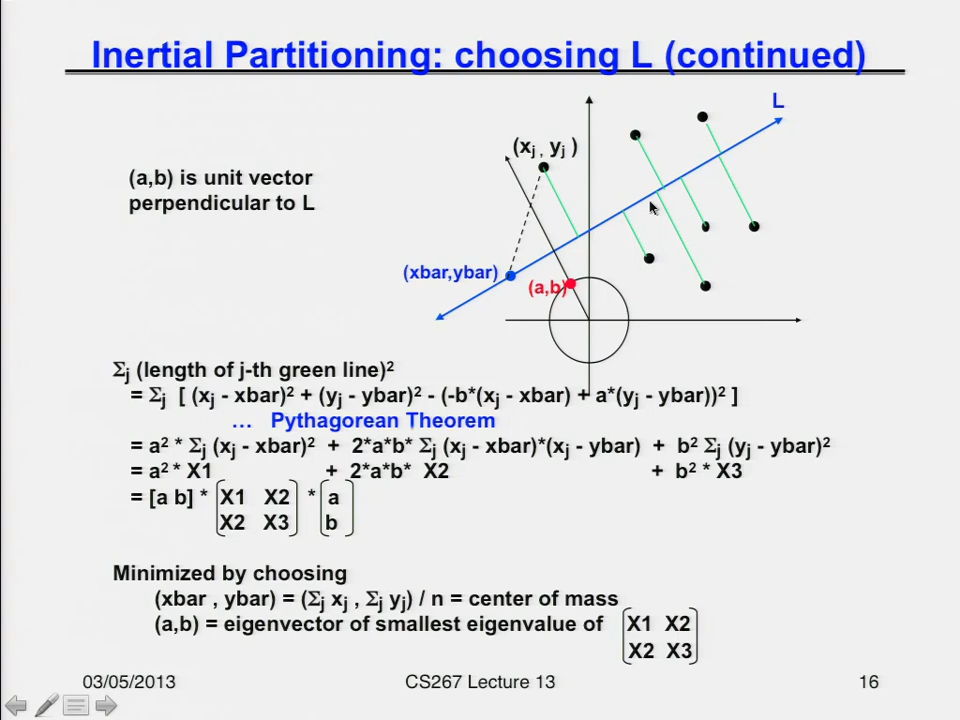 Inertial Partitioning: choosing L (continued)
L
(xj , yj )
(a,b) is unit vector
perpendicular to L
(xbar,ybar)
(a,b)
Σj (length of j-th green line)²
= Σj [ (xj - xbar)² + (yj - ybar)² - (-b*(xj - xbar) + a*(yj - ybar))² ]
… Pythagorean Theorem
= a² * Σj (xj - xbar)² + 2*a*b* Σj (xj - xbar)*(xj - ybar) + b² Σj (yj - ybar)²
= a² * X1 + 2*a*b* X2 + b² * X3
= [a b] * X1 X2 * a
X2 X3 b
Minimized by choosing
(xbar , ybar) = (Σj xj , Σj yj) / n = center of mass
(a,b) = eigenvector of smallest eigenvalue of X1 X2
X2 X3
03/05/2013 CS267 Lecture 13 16